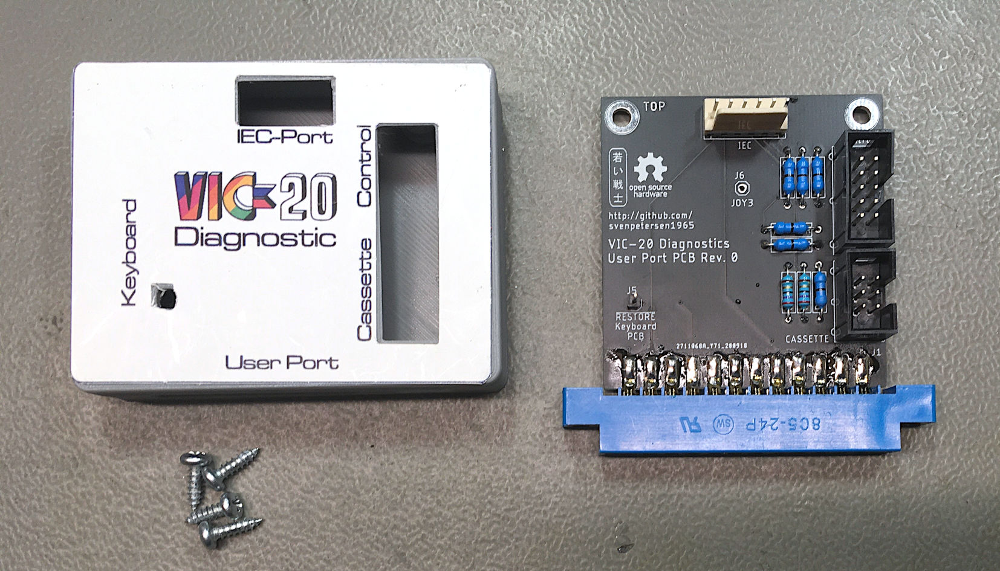 IEC-Port
Control
VIC-20
Diagnostic
Keyboard
Cassette
User Port
TOP
IEC
IEC
若い戦士
open source
hardware
J6
JOY3
http://github.com/
svenpetersen1965
VIC-20 Diagnostics
User Port PCB Rev. 0
J5
RESTORE
Keyboard
PCB
CASSETTE
J1
2711068A_Y71_200918
805-24P SW